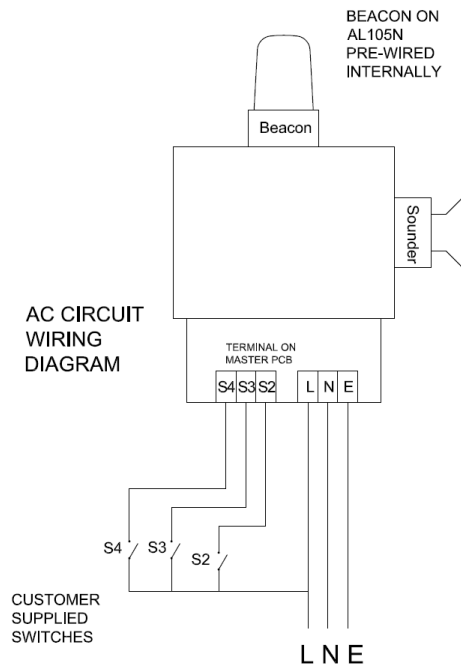 BEACON ON
AL105N
PRE-WIRED
INTERNALLY
Beacon
Sounder
AC CIRCUIT
WIRING
DIAGRAM
TERMINAL ON
MASTER PCB
S4 S3 S2 L N E
S4 S3 S2
CUSTOMER
SUPPLIED
SWITCHES
L N E